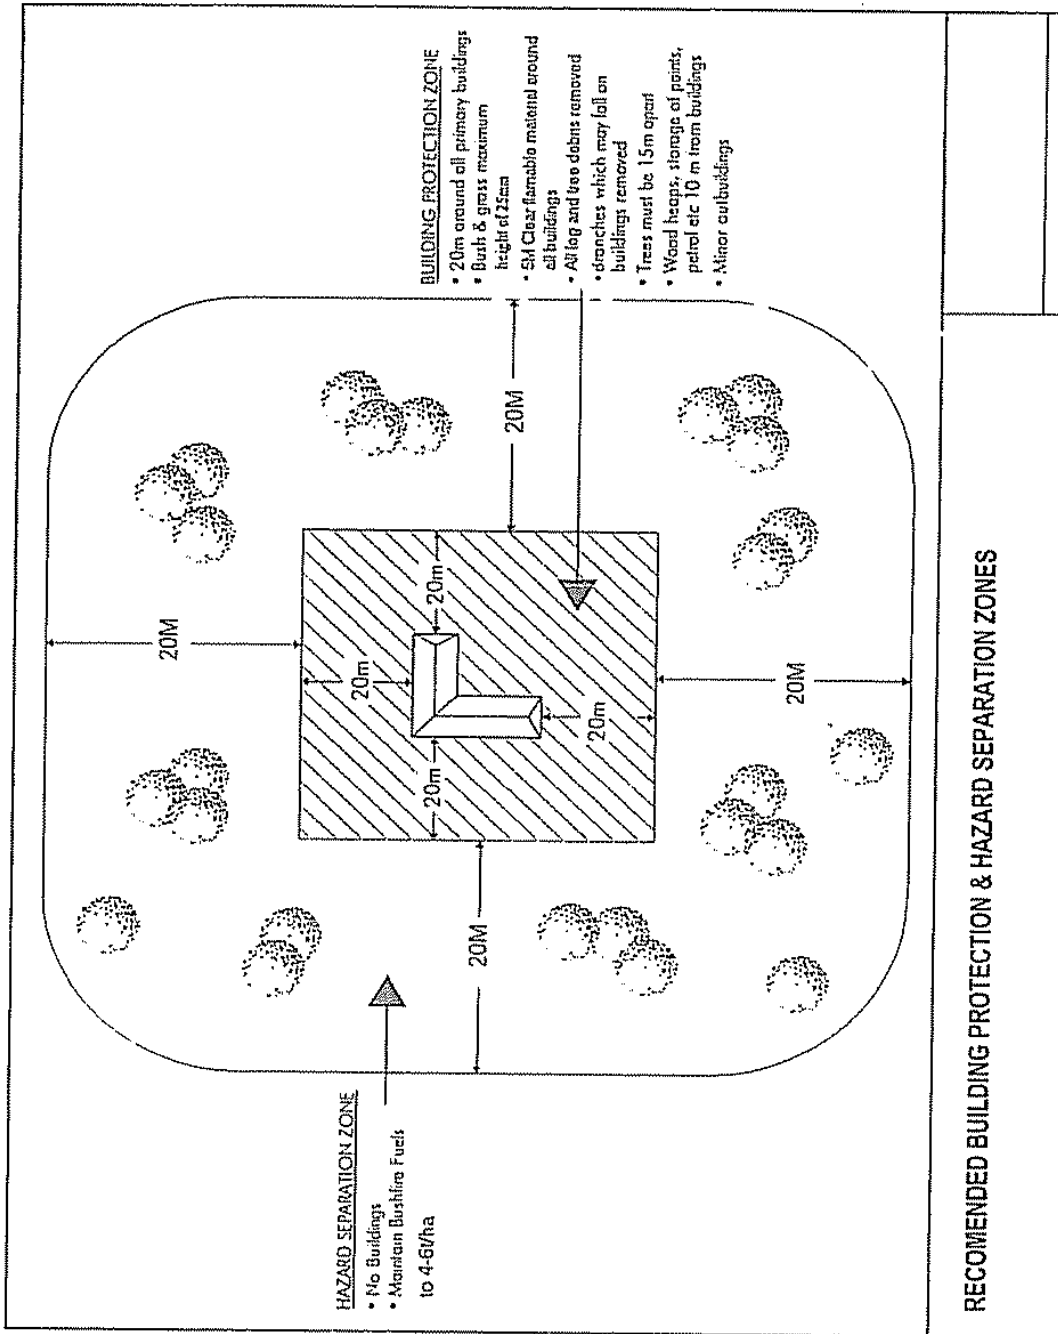 HAZARD SEPARATION ZONE
• No Buildings
• Maintain Bushfire Fuels
to 4-6t/ha
20M
20M
20M
20M
20m
20m
20m
20m
BUILDING PROTECTION ZONE
• 20m around all primary buildings
• Bush & grass maximum
height of 25mm
• 5M Clear flamable material around
all buildings
• All log and tree debris removed
• Branches which may fall on
buildings removed
• Trees must be 15m apart
• Wood heaps, storage of paints,
petrol etc 10 m from buildings
• Minor outbuildings
RECOMENDED BUILDING PROTECTION & HAZARD SEPARATION ZONES